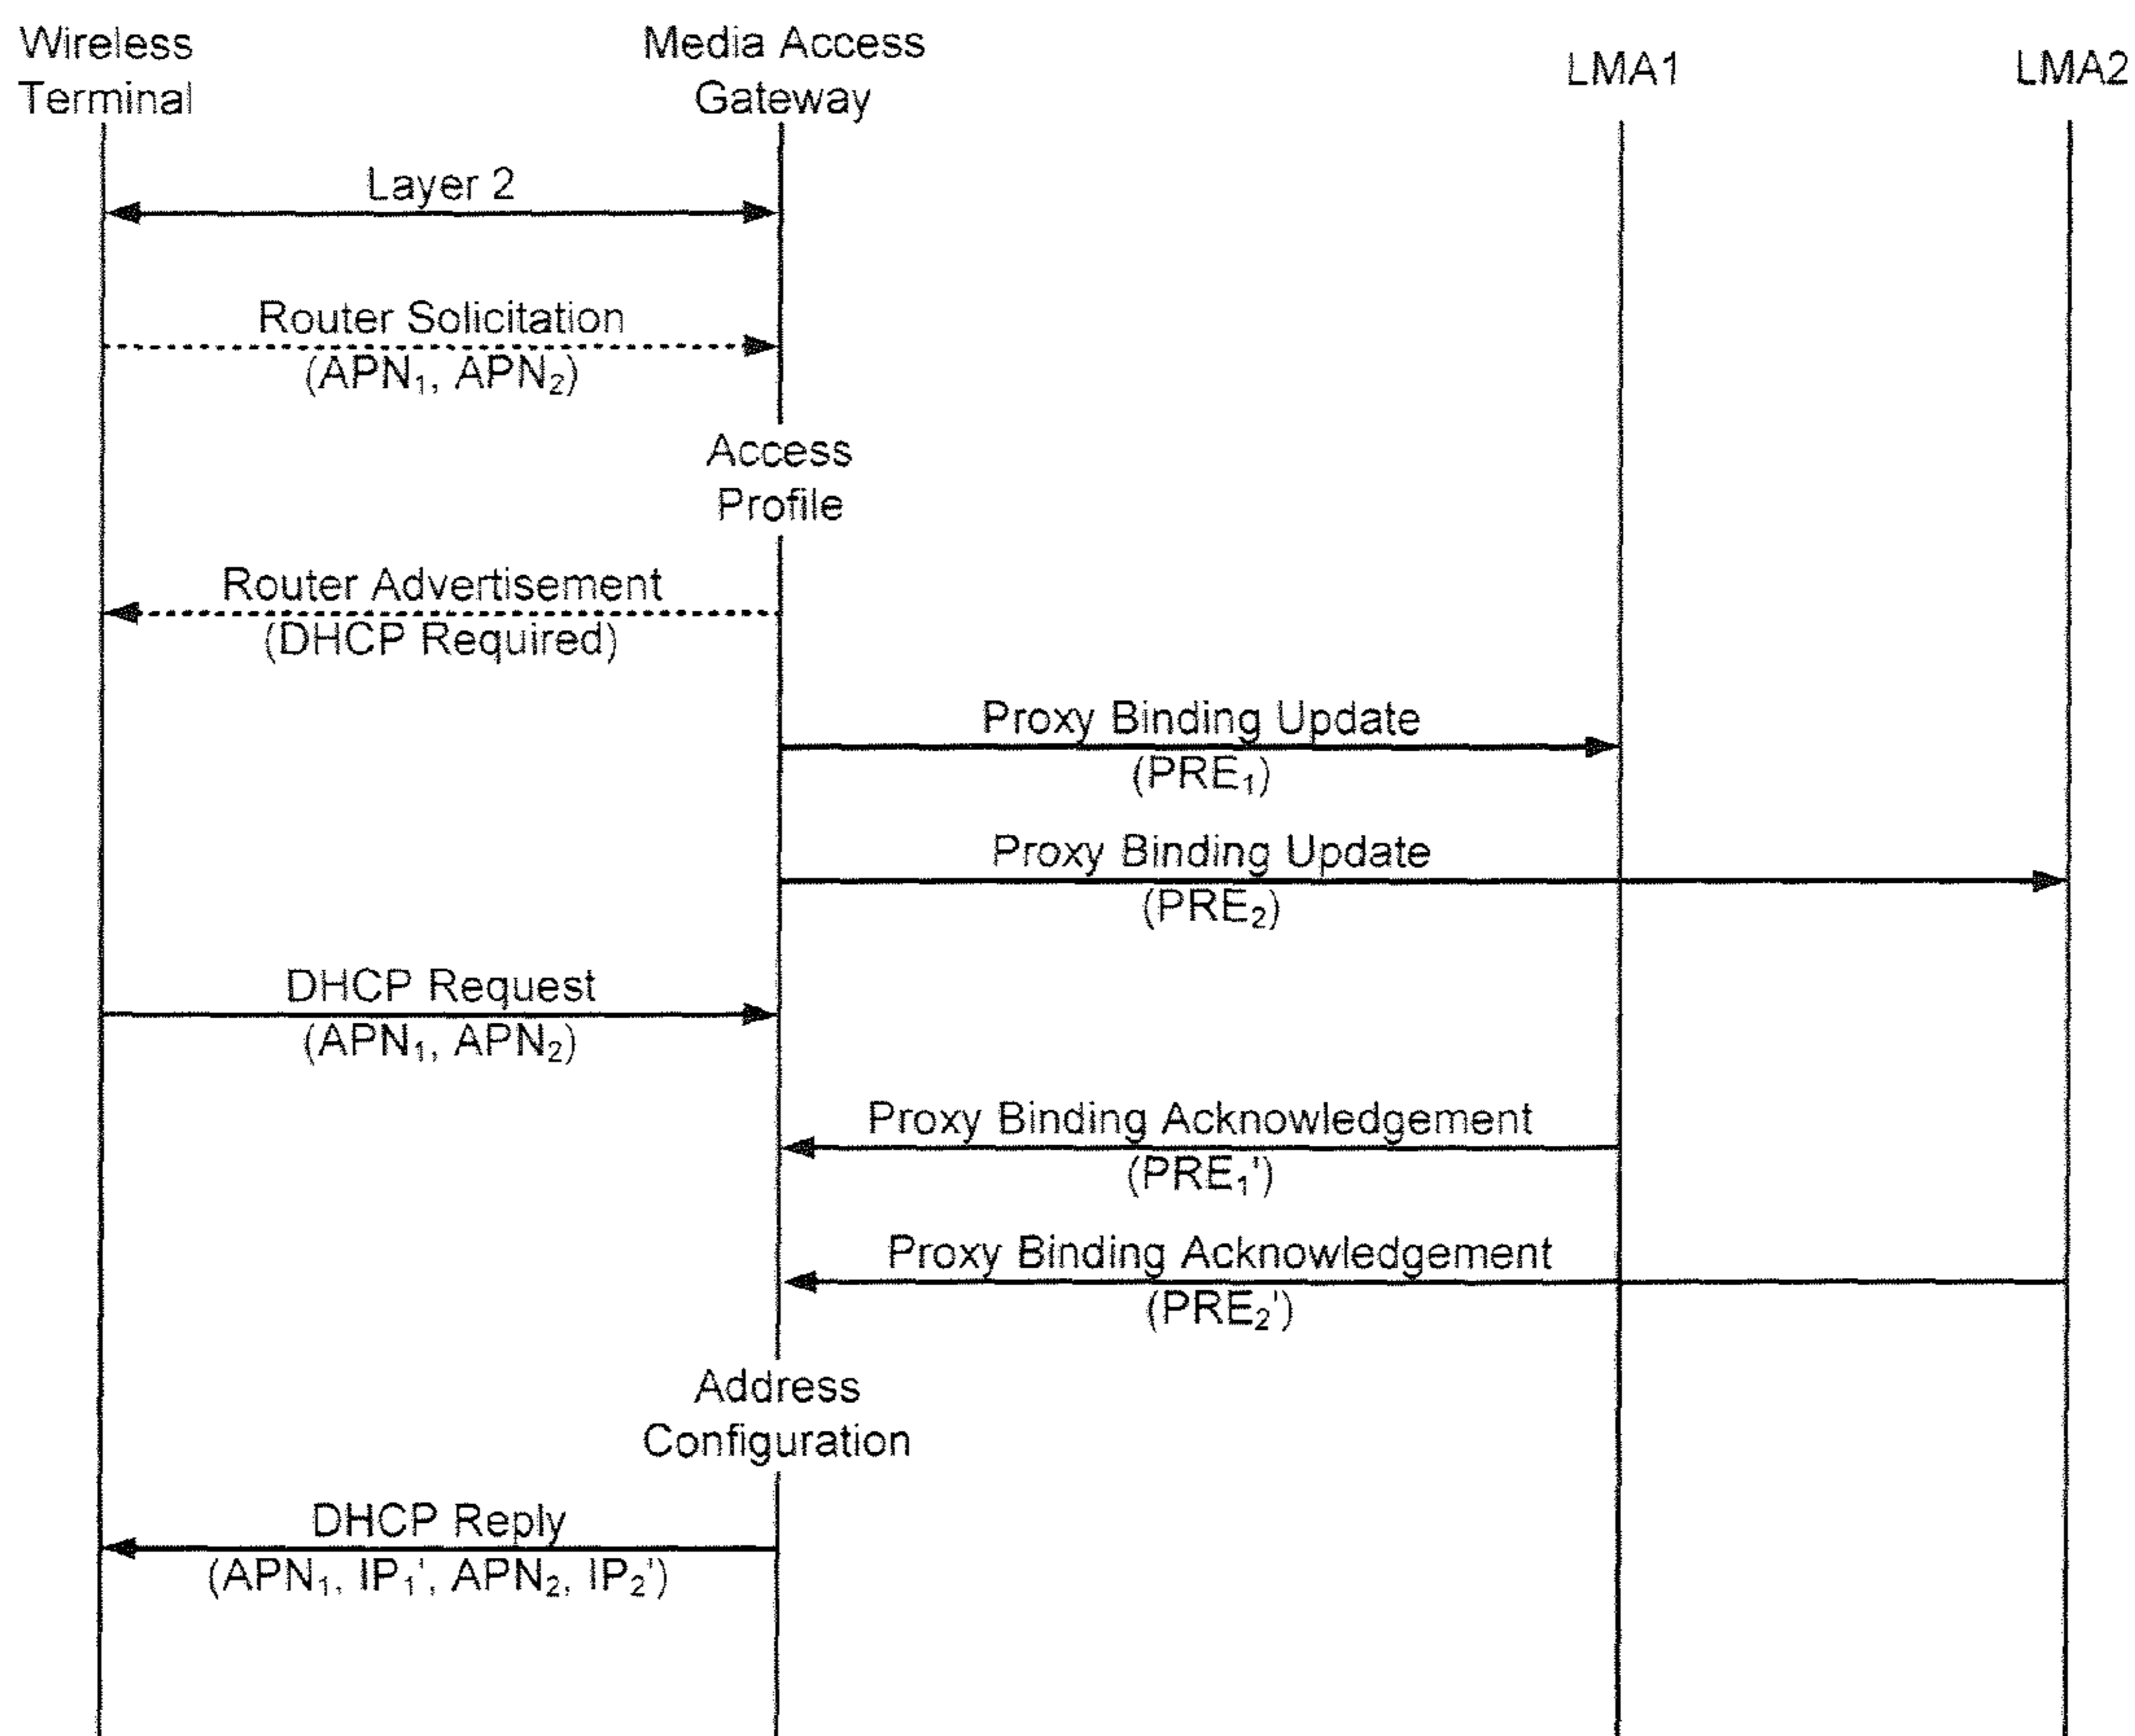 Wireless
Terminal
Media Access
Gateway
LMA1
LMA2
Layer 2
Router Solicitation
(APN₁, APN₂)
Access
Profile
Router Advertisement
(DHCP Required)
Proxy Binding Update
(PRE₁)
Proxy Binding Update
(PRE₂)
DHCP Request
(APN₁, APN₂)
Proxy Binding Acknowledgement
(PRE₁')
Proxy Binding Acknowledgement
(PRE₂')
Address
Configuration
DHCP Reply
(APN₁, IP₁', APN₂, IP₂')